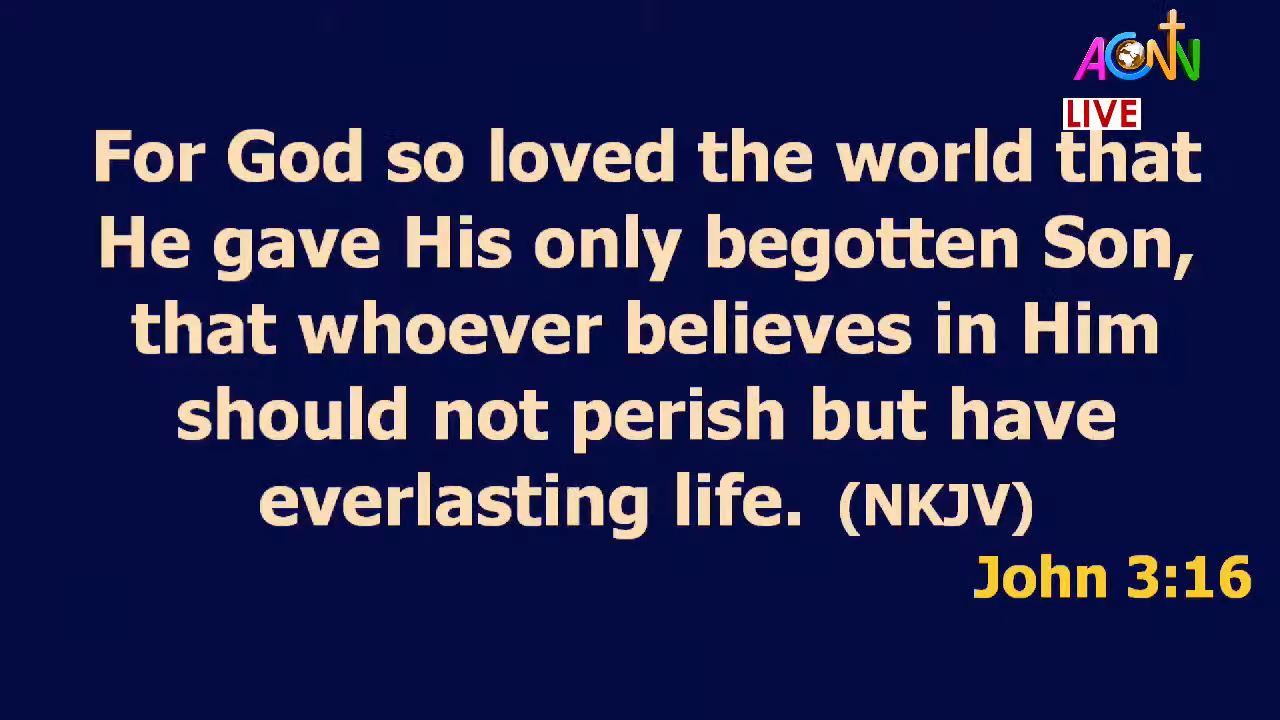 ACNN
LIVE
For God so loved the world that
He gave His only begotten Son,
that whoever believes in Him
should not perish but have
everlasting life. (NKJV)
John 3:16